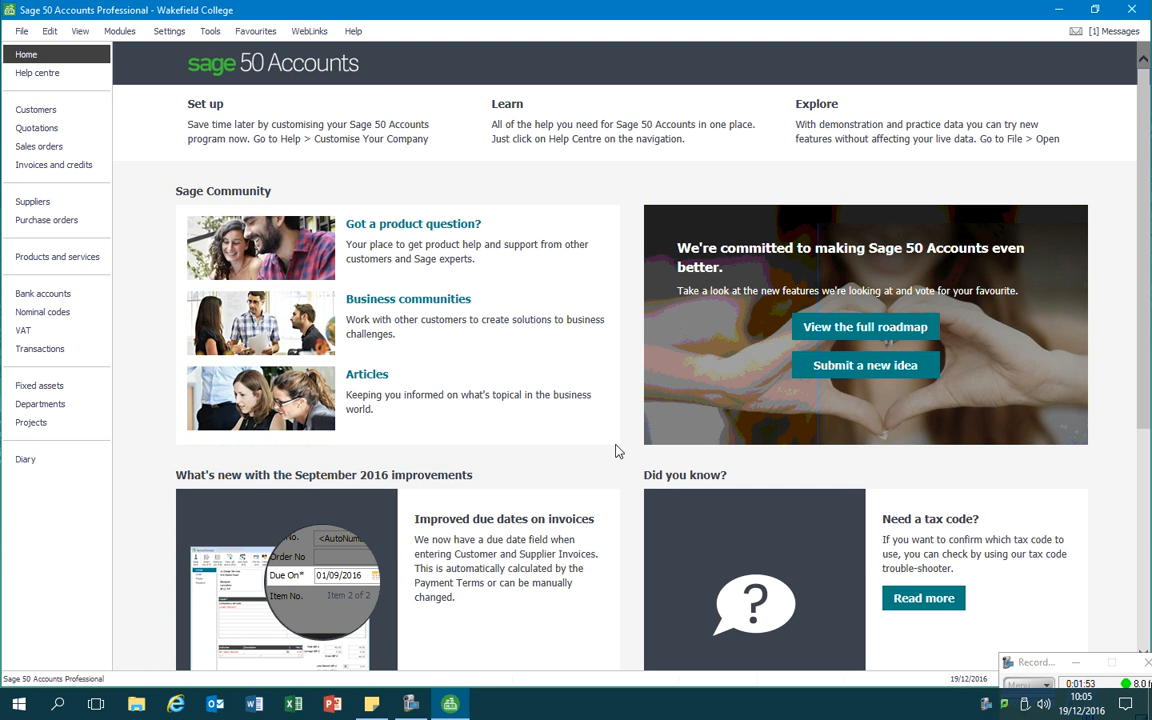 Sage 50 Accounts Professional - Wakefield College
File Edit View Modules Settings Tools Favourites WebLinks Help [1] Messages
Home
Help centre
Customers
Quotations
Sales orders
Invoices and credits
Suppliers
Purchase orders
Products and services
Bank accounts
Nominal codes
VAT
Transactions
Fixed assets
Departments
Projects
Diary
sage 50 Accounts
Set up
Save time later by customising your Sage 50 Accounts
program now. Go to Help > Customise Your Company
Learn
All of the help you need for Sage 50 Accounts in one place.
Just click on Help Centre on the navigation.
Explore
With demonstration and practice data you can try new
features without affecting your live data. Go to File > Open
Sage Community
Got a product question?
Your place to get product help and support from other
customers and Sage experts.
Business communities
Work with other customers to create solutions to business
challenges.
Articles
Keeping you informed on what's topical in the business
world.
We're committed to making Sage 50 Accounts even
better.
Take a look at the new features we're looking at and vote for your favourite.
View the full roadmap
Submit a new idea
What's new with the September 2016 improvements
No. <AutoNum
Order No
Due On* 01/09/2016
Item No. Item 2 of 2
Improved due dates on invoices
We now have a due date field when
entering Customer and Supplier Invoices.
This is automatically calculated by the
Payment Terms or can be manually
changed.
Did you know?
?
Need a tax code?
If you want to confirm which tax code to
use, you can check by using our tax code
trouble-shooter.
Read more
Sage 50 Accounts Professional 19/12/2016
Record...
Menu 0:01:53 8.0
10:05
19/12/2016